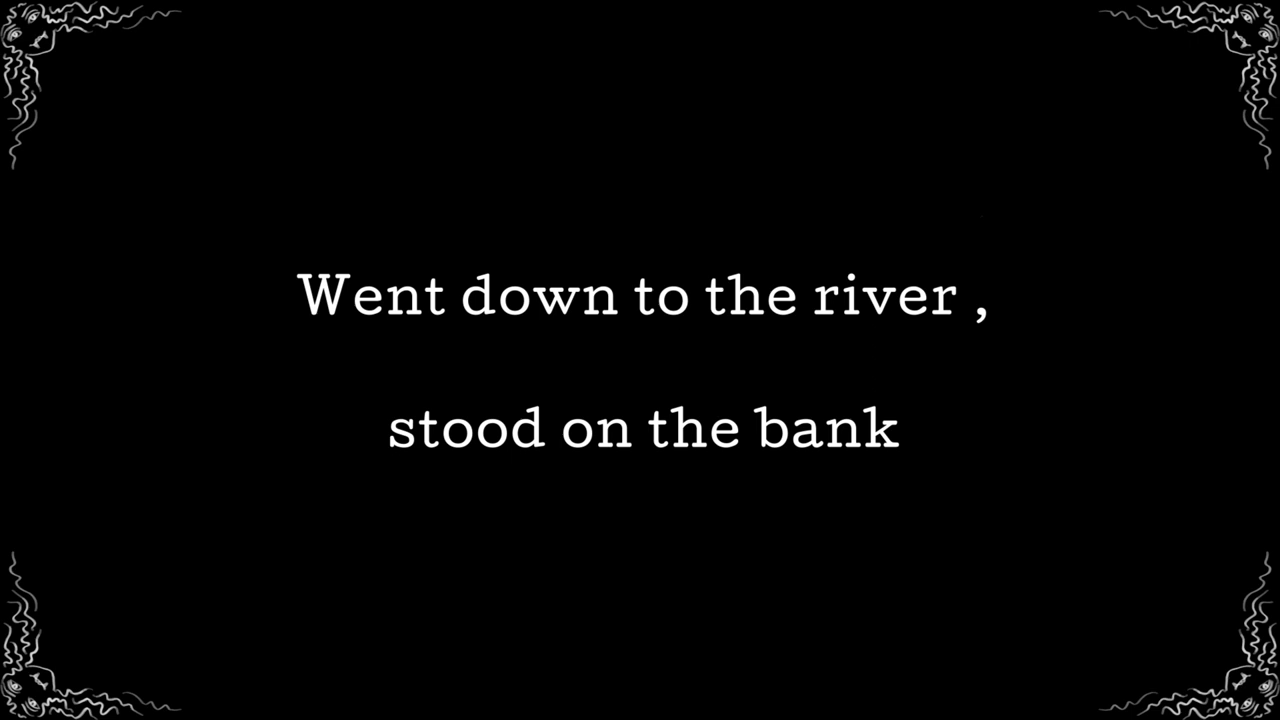 Went down to the river ,
stood on the bank